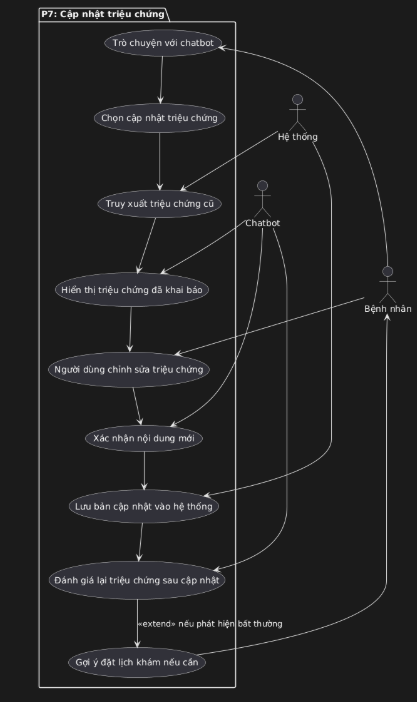 P7: Cập nhật triệu chứng
Trò chuyện với chatbot
Chọn cập nhật triệu chứng
Hệ thống
Truy xuất triệu chứng cũ
Chatbot
Hiển thị triệu chứng đã khai báo
Bệnh nhân
Người dùng chỉnh sửa triệu chứng
Xác nhận nội dung mới
Lưu bản cập nhật vào hệ thống
Đánh giá lại triệu chứng sau cập nhật
«extend» nếu phát hiện bất thường
Gợi ý đặt lịch khám nếu cần